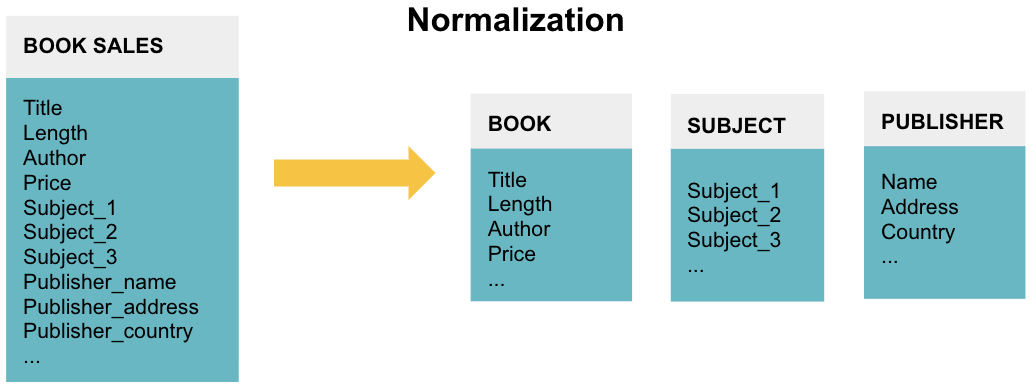 Normalization
BOOK SALES
Title
Length
Author
Price
Subject_1
Subject_2
Subject_3
Publisher_name
Publisher_address
Publisher_country
...
BOOK
Title
Length
Author
Price
...
SUBJECT
Subject_1
Subject_2
Subject_3
...
PUBLISHER
Name
Address
Country
...